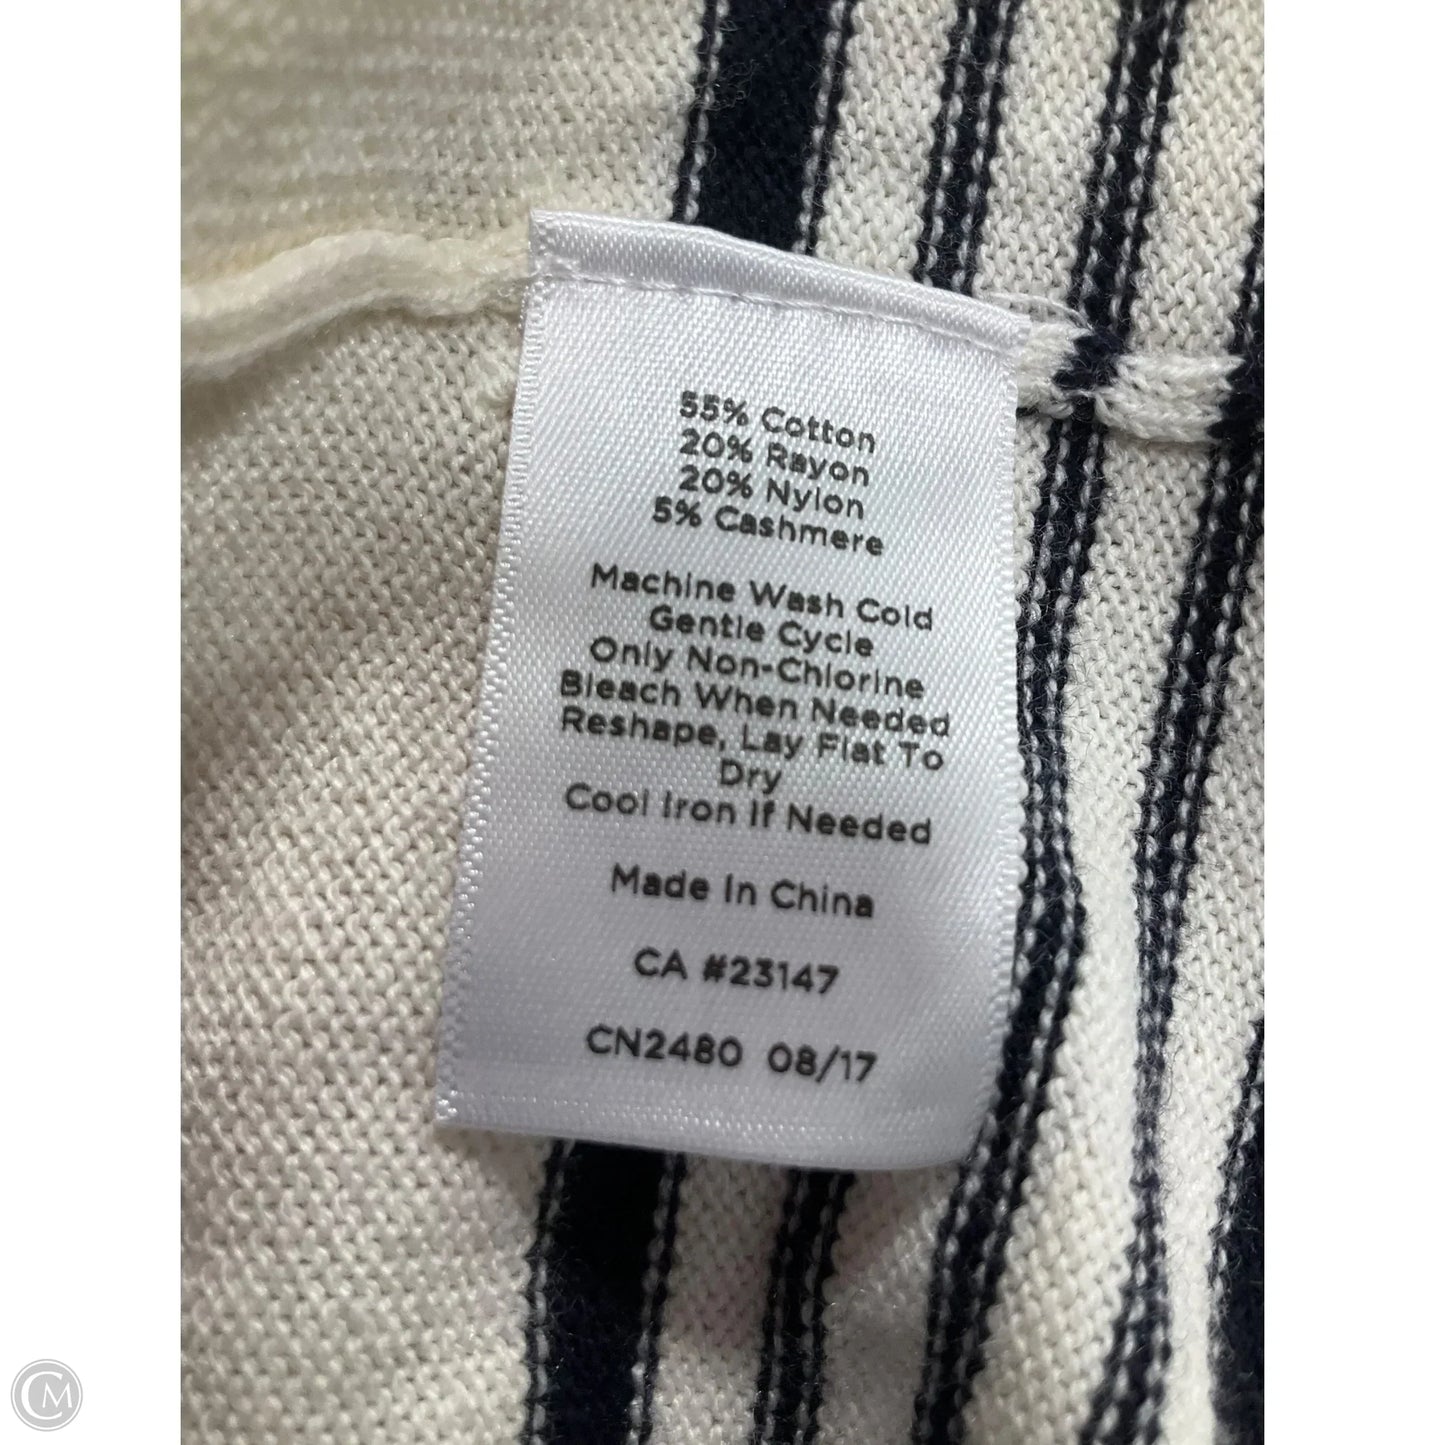 55% Cotton
20% Rayon
20% Nylon
5% Cashmere
Machine Wash Cold
Gentle Cycle
Only Non-Chlorine
Bleach When Needed
Reshape, Lay Flat To
Dry
Cool Iron If Needed
Made In China
CA #23147
CN2480 08/17
CM